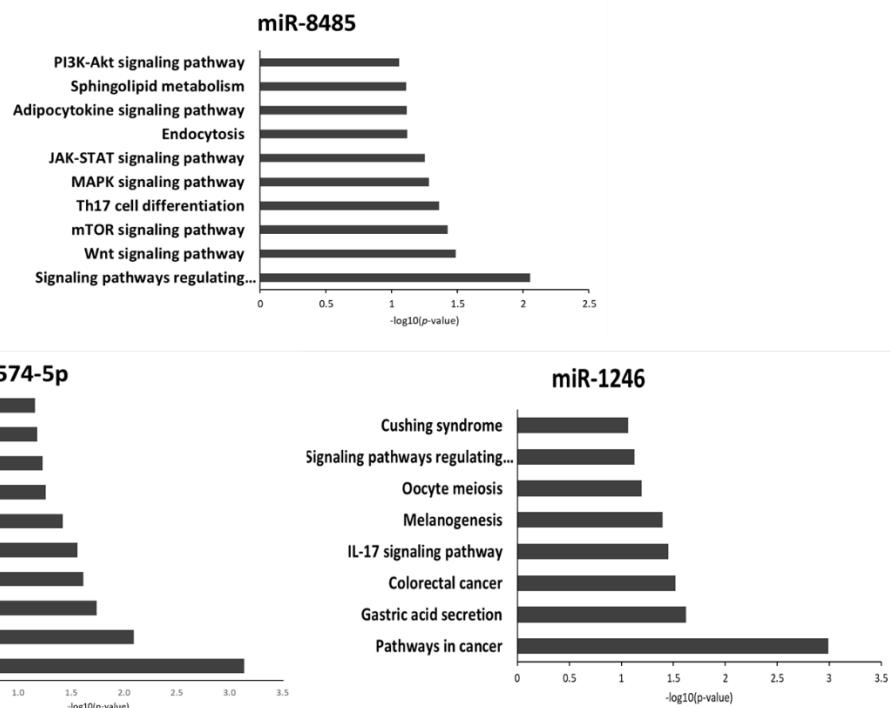 miR-8485
PI3K-Akt signaling pathway
Sphingolipid metabolism
Adipocytokine signaling pathway
Endocytosis
JAK-STAT signaling pathway
MAPK signaling pathway
Th17 cell differentiation
mTOR signaling pathway
Wnt signaling pathway
Signaling pathways regulating...
0 0.5 1 1.5 2 2.5
-log10(p-value)
574-5p
1.0 1.5 2.0 2.5 3.0 3.5
-log10(p-value)
miR-1246
Cushing syndrome
Signaling pathways regulating...
Oocyte meiosis
Melanogenesis
IL-17 signaling pathway
Colorectal cancer
Gastric acid secretion
Pathways in cancer
0 0.5 1 1.5 2 2.5 3 3.5
-log10(p-value)